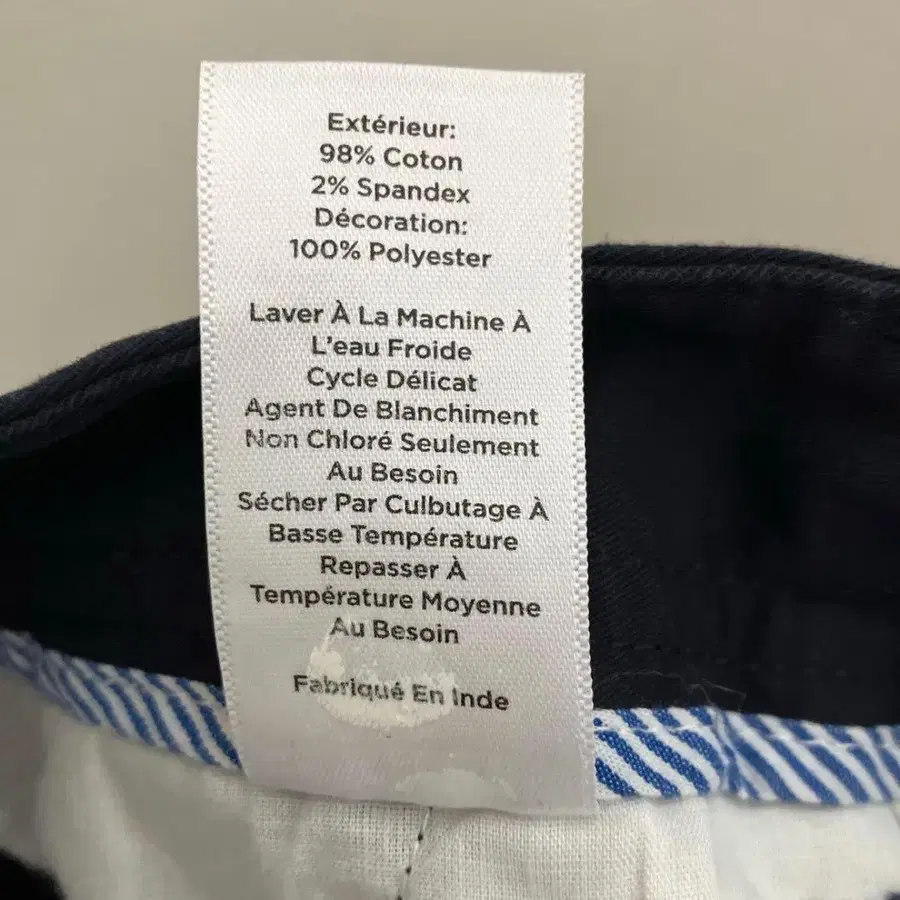 Extérieur:
98% Coton
2% Spandex
Décoration:
100% Polyester
Laver À La Machine À
L'eau Froide
Cycle Délicat
Agent De Blanchiment
Non Chloré Seulement
Au Besoin
Sécher Par Culbutage À
Basse Température
Repasser À
Température Moyenne
Au Besoin
Fabriqué En Inde